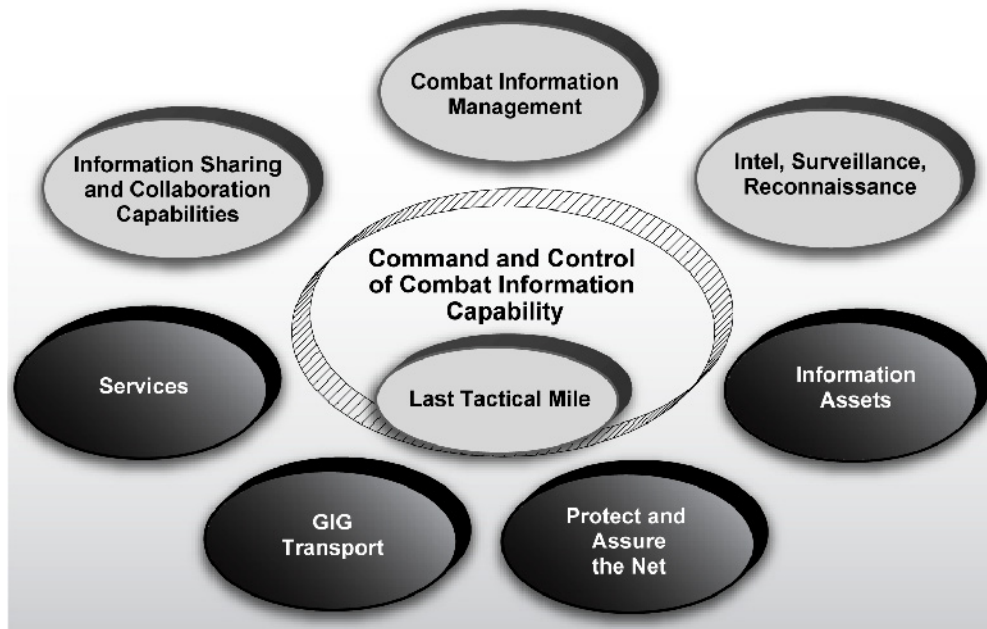 Combat Information
Management
Information Sharing
and Collaboration
Capabilities
Intel, Surveillance,
Reconnaissance
Command and Control
of Combat Information
Capability
Services
Last Tactical Mile
Information
Assets
GIG
Transport
Protect and
Assure
the Net